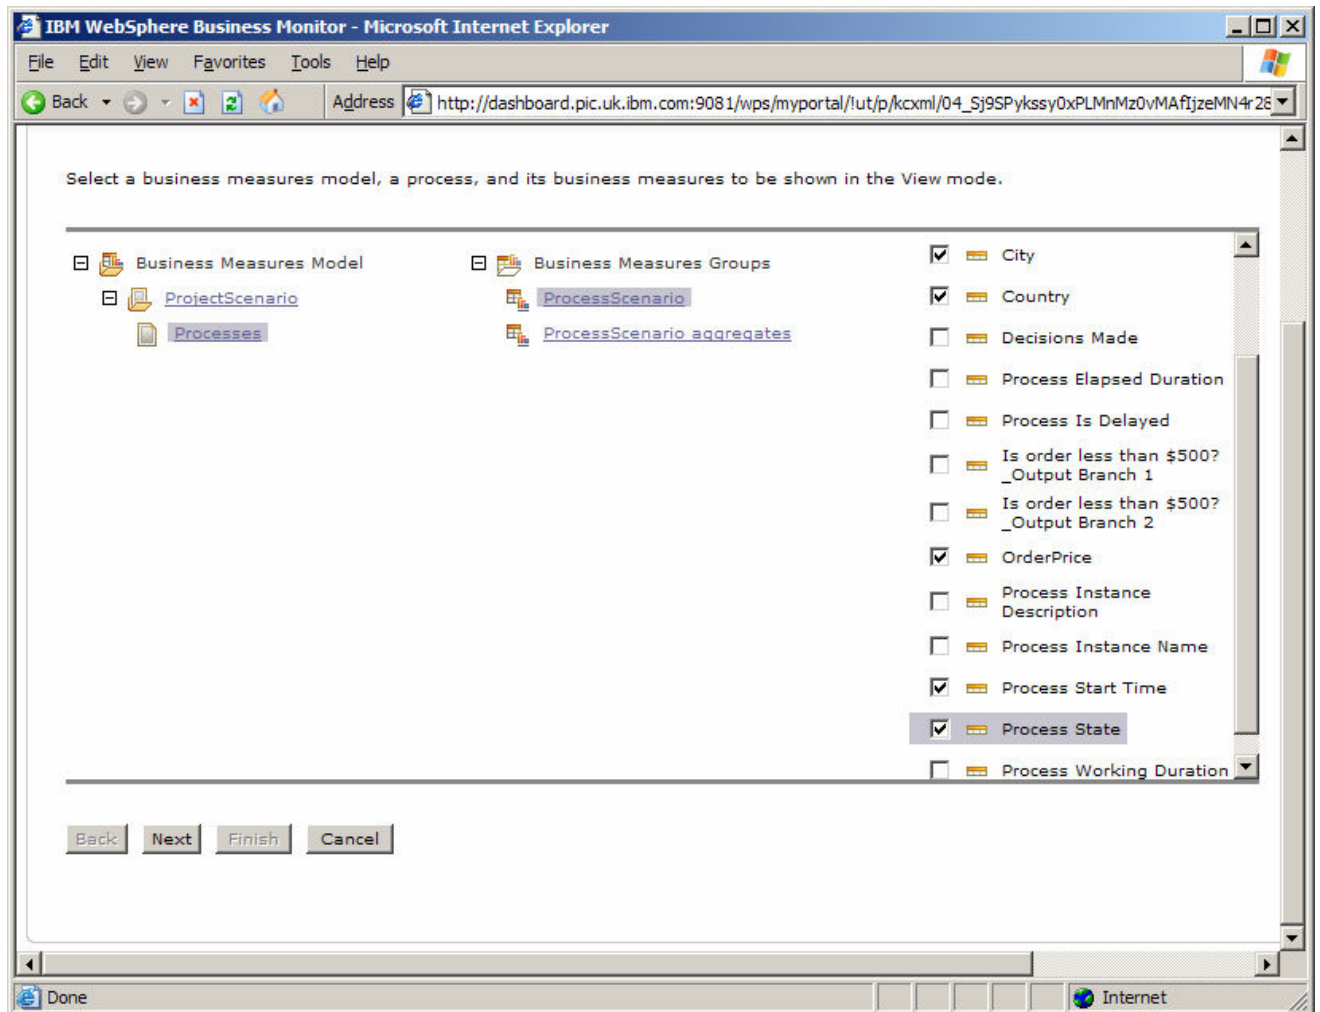 IBM WebSphere Business Monitor - Microsoft Internet Explorer
File Edit View Favorites Tools Help
Back Address http://dashboard.pic.uk.ibm.com:9081/wps/myportal/!ut/p/kcxml/04_Sj9SPykssy0xPLMnMz0vMAfIjzeMN4r28
Select a business measures model, a process, and its business measures to be shown in the View mode.
Business Measures Model
ProjectScenario
Processes
Business Measures Groups
ProcessScenario
ProcessScenario aggregates
City
Country
Decisions Made
Process Elapsed Duration
Process Is Delayed
Is order less than $500?
_Output Branch 1
Is order less than $500?
_Output Branch 2
OrderPrice
Process Instance
Description
Process Instance Name
Process Start Time
Process State
Process Working Duration
Back Next Finish Cancel
Done Internet